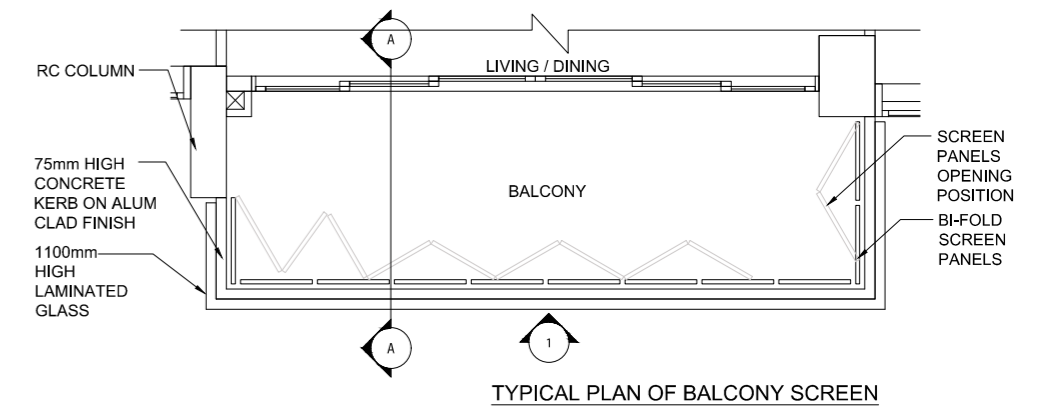 A
LIVING / DINING
RC COLUMN
75mm HIGH
CONCRETE
KERB ON ALUM
CLAD FINISH
1100mm
HIGH
LAMINATED
GLASS
BALCONY
SCREEN
PANELS
OPENING
POSITION
BI-FOLD
SCREEN
PANELS
A
1
TYPICAL PLAN OF BALCONY SCREEN